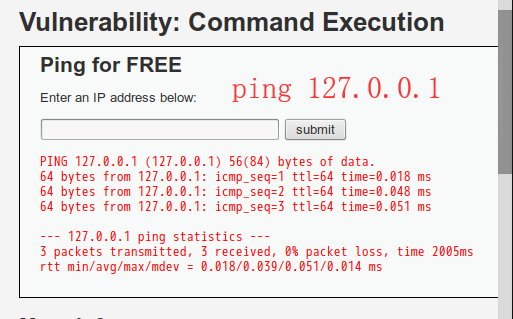 Vulnerability: Command Execution
Ping for FREE
Enter an IP address below:
ping 127.0.0.1
submit
PING 127.0.0.1 (127.0.0.1) 56(84) bytes of data.
64 bytes from 127.0.0.1: icmp_seq=1 ttl=64 time=0.018 ms
64 bytes from 127.0.0.1: icmp_seq=2 ttl=64 time=0.048 ms
64 bytes from 127.0.0.1: icmp_seq=3 ttl=64 time=0.051 ms
--- 127.0.0.1 ping statistics ---
3 packets transmitted, 3 received, 0% packet loss, time 2005ms
rtt min/avg/max/mdev = 0.018/0.039/0.051/0.014 ms